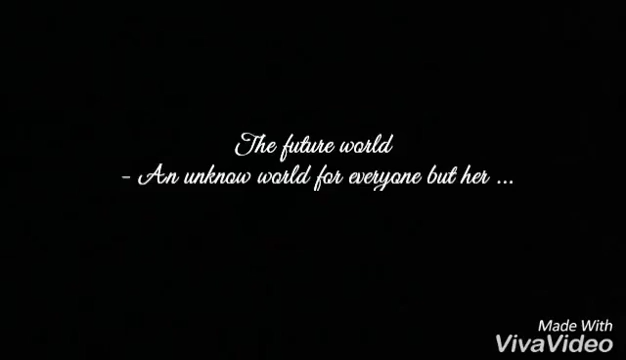 The future world
- An unknow world for everyone but her ...
Made With
VivaVideo